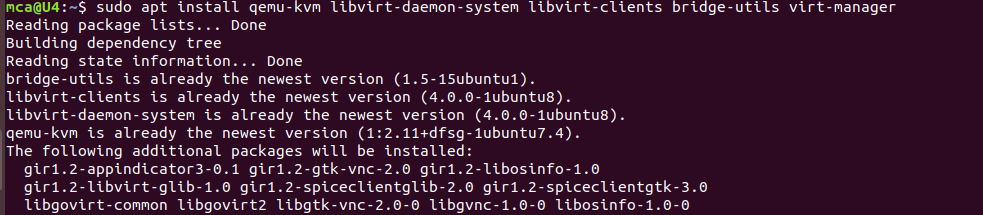 mca@U4:~$ sudo apt install qemu-kvm libvirt-daemon-system libvirt-clients bridge-utils virt-manager
Reading package lists... Done
Building dependency tree
Reading state information... Done
bridge-utils is already the newest version (1.5-15ubuntu1).
libvirt-clients is already the newest version (4.0.0-1ubuntu8).
libvirt-daemon-system is already the newest version (4.0.0-1ubuntu8).
qemu-kvm is already the newest version (1:2.11+dfsg-1ubuntu7.4).
The following additional packages will be installed:
  gir1.2-appindicator3-0.1 gir1.2-gtk-vnc-2.0 gir1.2-libosinfo-1.0
  gir1.2-libvirt-glib-1.0 gir1.2-spiceclientglib-2.0 gir1.2-spiceclientgtk-3.0
  libgovirt-common libgovirt2 libgtk-vnc-2.0-0 libgvnc-1.0-0 libosinfo-1.0-0